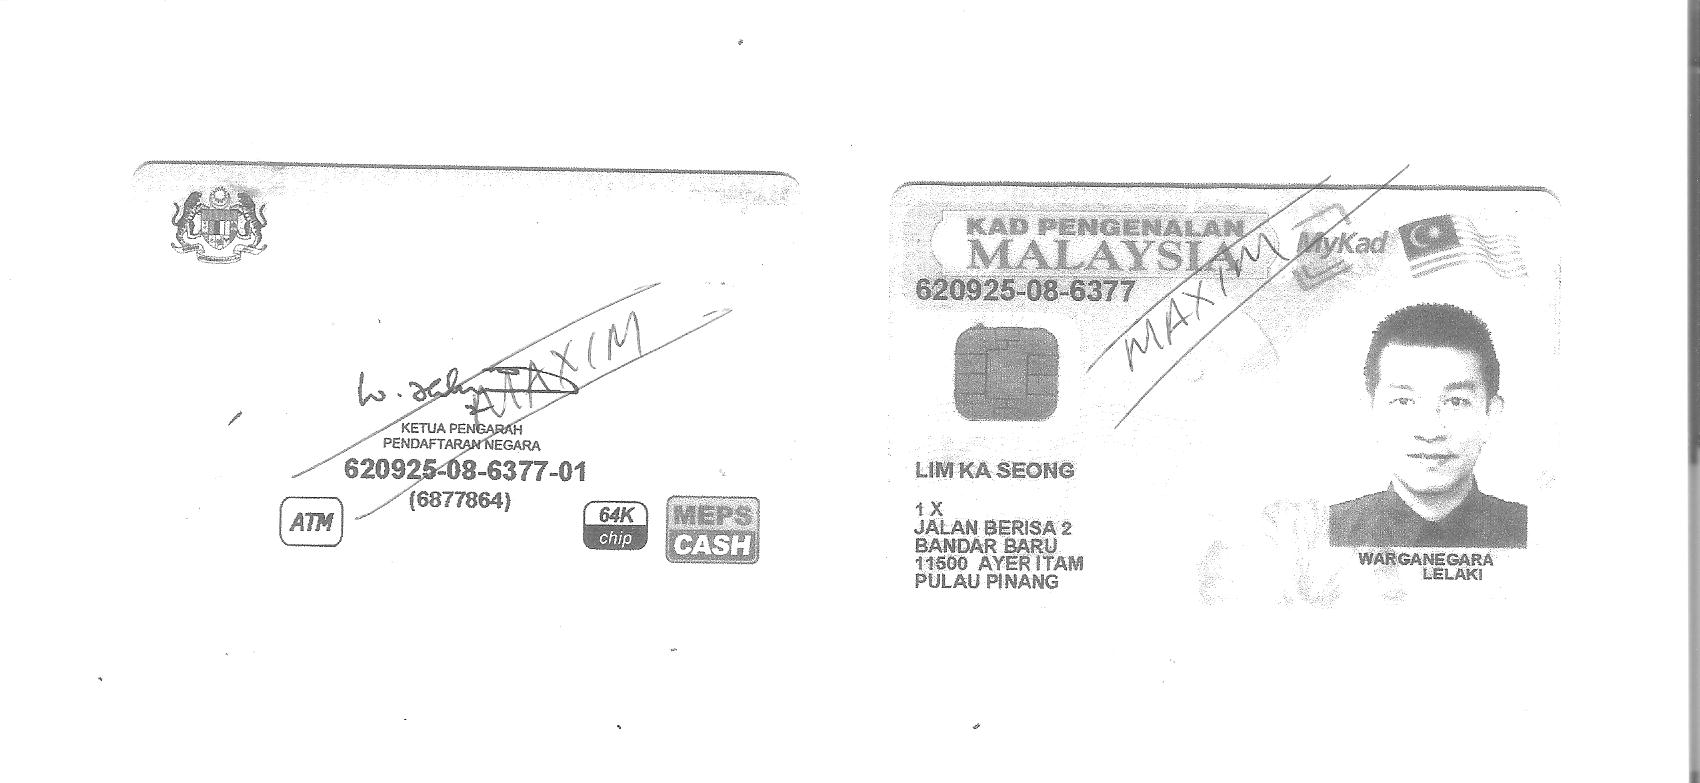 w.
MAXIM
KETUA PENGARAH
PENDAFTARAN NEGARA
620925-08-6377-01
(6877864)
ATM
64K
chip
MEPS
CASH
KAD PENGENALAN
MALAYSIA
MyKad
620925-08-6377
MAXIM
LIM KA SEONG
1 X
JALAN BERISA 2
BANDAR BARU
11500 AYER ITAM
PULAU PINANG
WARGANEGARA
LELAKI